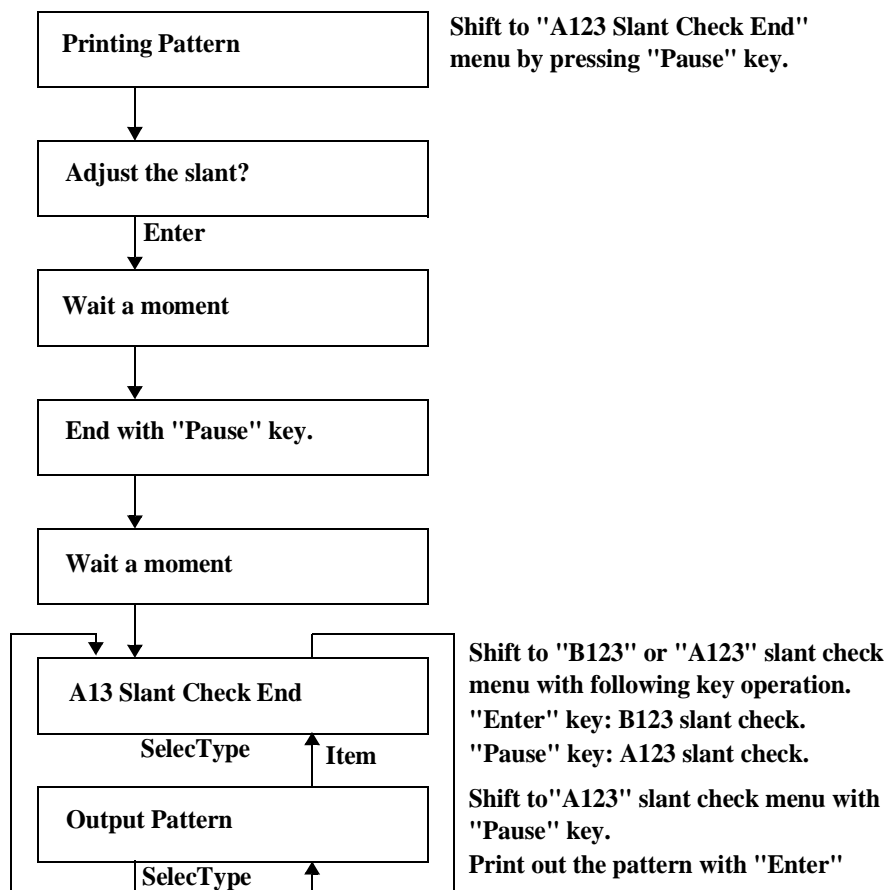 Printing Pattern
Shift to "A123 Slant Check End"
menu by pressing "Pause" key.
Adjust the slant?
Enter
Wait a moment
End with "Pause" key.
Wait a moment
A13 Slant Check End
Shift to "B123" or "A123" slant check
menu with following key operation.
"Enter" key: B123 slant check.
"Pause" key: A123 slant check.
SelecType
Item
Output Pattern
Shift to"A123" slant check menu with
"Pause" key.
Print out the pattern with "Enter"
SelecType